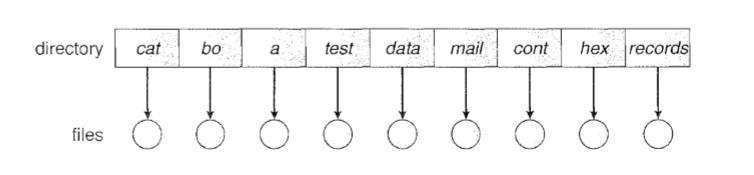 directory cat bo a test data mail cont hex records
files